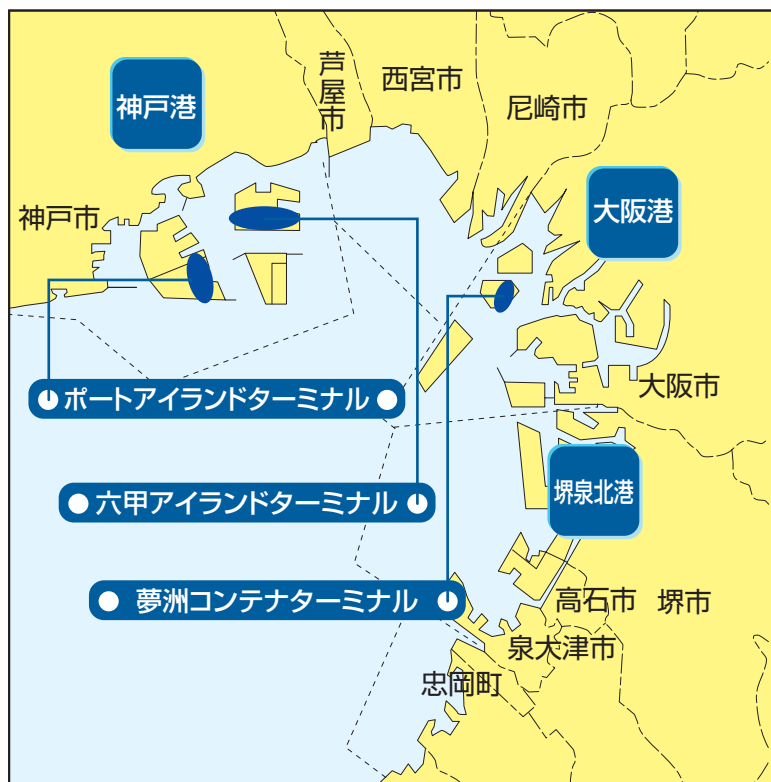 芦屋市
西宮市
尼崎市
神戸港
神戸市
大阪港
大阪市
ポートアイランドターミナル
六甲アイランドターミナル
堺泉北港
夢洲コンテナターミナル
高石市
堺市
泉大津市
忠岡町